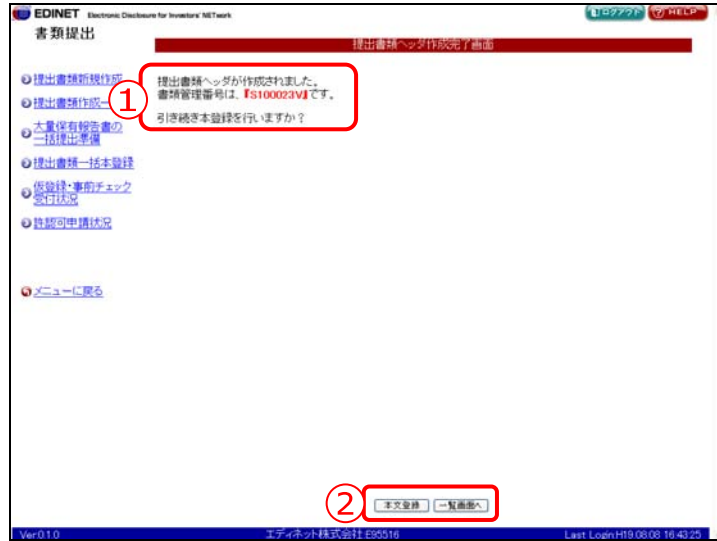 EDINET Electronic Disclosure for Investors' NETwork
ログアウト
HELP
書類提出
提出書類ヘッダ作成完了画面
提出書類新規作成
提出書類作成一
大量保有報告書の
一括提出準備
提出書類一括本登録
仮登録・事前チェック
受付状況
許認可申請状況
メニューに戻る
①
提出書類ヘッダが作成されました。
書類管理番号は、『S100023V』です。
引き続き本登録を行いますか？
②
本文登録
一覧画面へ
Ver.0.1.0
エディネット株式会社 E95516
Last Login:H19.08.08 16:43:25